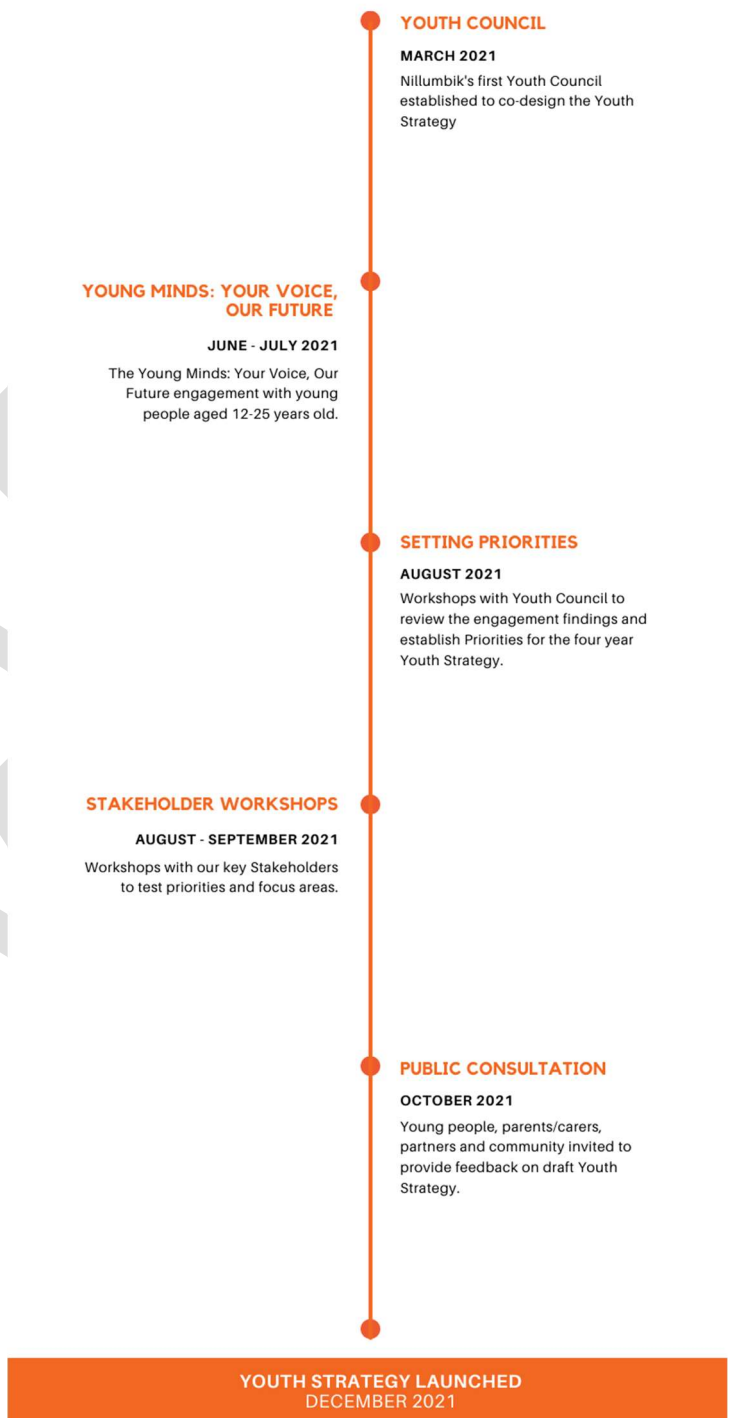 YOUTH COUNCIL
MARCH 2021
Nillumbik's first Youth Council
established to co-design the Youth
Strategy
YOUNG MINDS: YOUR VOICE,
OUR FUTURE
JUNE - JULY 2021
The Young Minds: Your Voice, Our
Future engagement with young
people aged 12-25 years old.
SETTING PRIORITIES
AUGUST 2021
Workshops with Youth Council to
review the engagement findings and
establish Priorities for the four year
Youth Strategy.
STAKEHOLDER WORKSHOPS
AUGUST - SEPTEMBER 2021
Workshops with our key Stakeholders
to test priorities and focus areas.
PUBLIC CONSULTATION
OCTOBER 2021
Young people, parents/carers,
partners and community invited to
provide feedback on draft Youth
Strategy.
YOUTH STRATEGY LAUNCHED
DECEMBER 2021